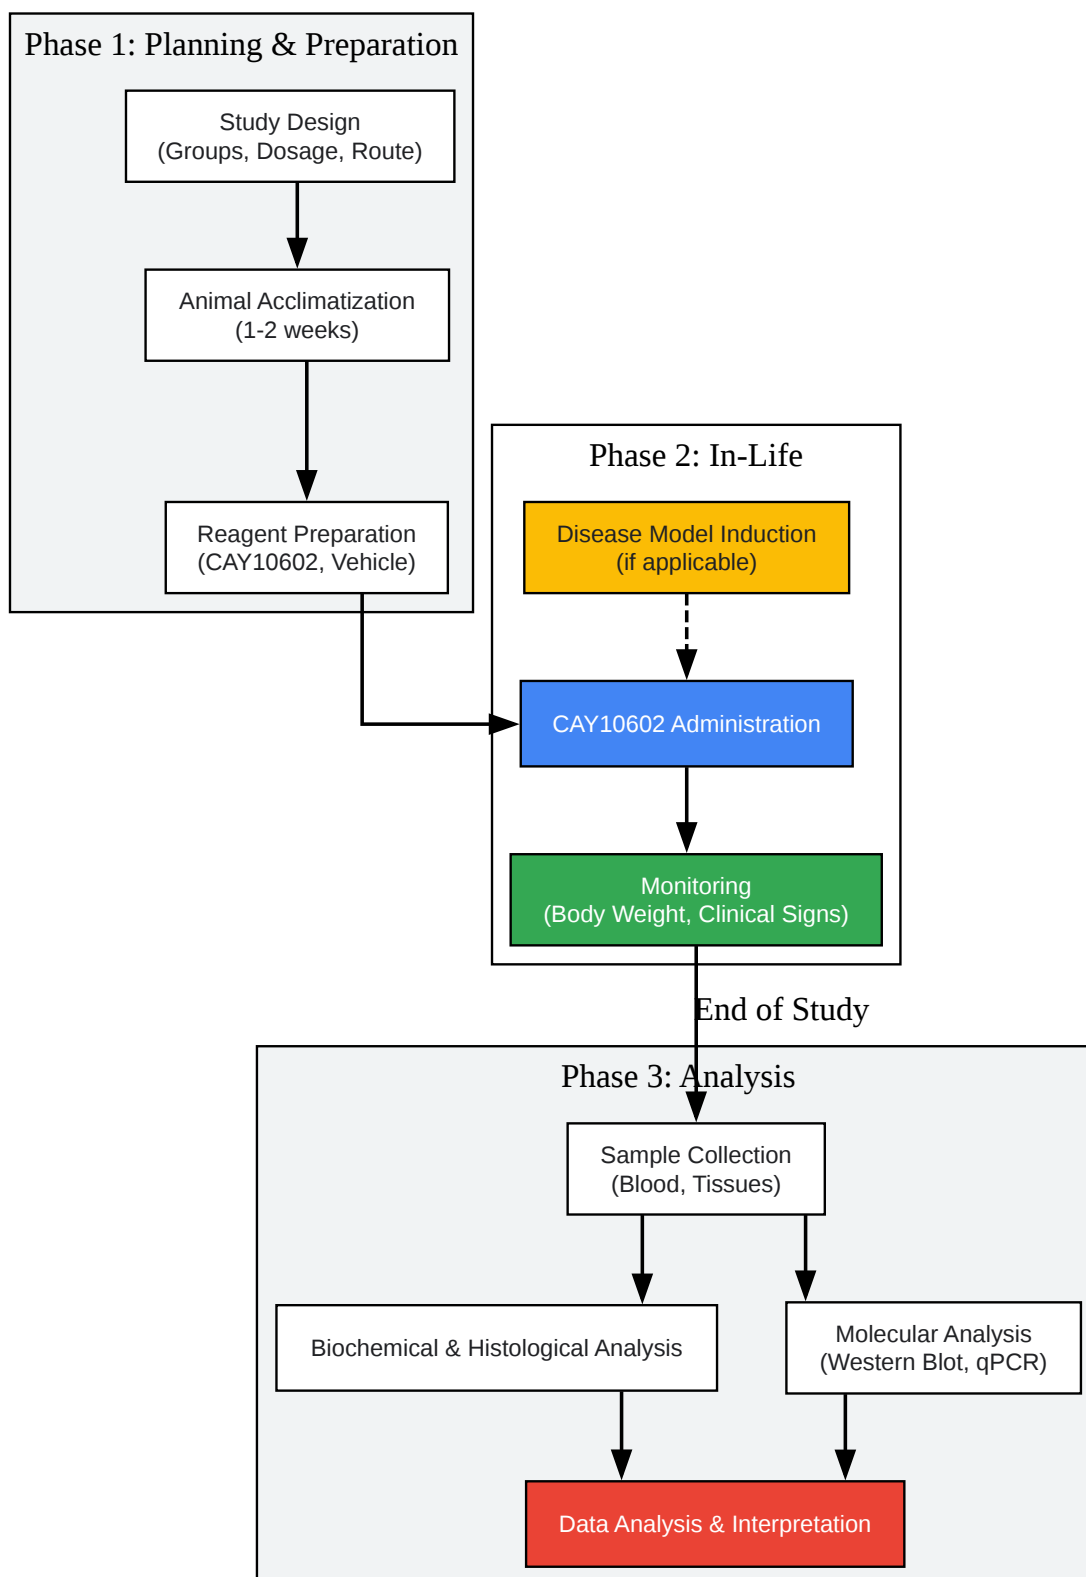 Phase 1: Planning & Preparation
Study Design
(Groups, Dosage, Route)
Animal Acclimatization
(1-2 weeks)
Reagent Preparation
(CAY10602, Vehicle)
Phase 2: In-Life
Disease Model Induction
(if applicable)
CAY10602 Administration
Monitoring
(Body Weight, Clinical Signs)
End of Study
Phase 3: Analysis
Sample Collection
(Blood, Tissues)
Biochemical & Histological Analysis
Molecular Analysis
(Western Blot, qPCR)
Data Analysis & Interpretation